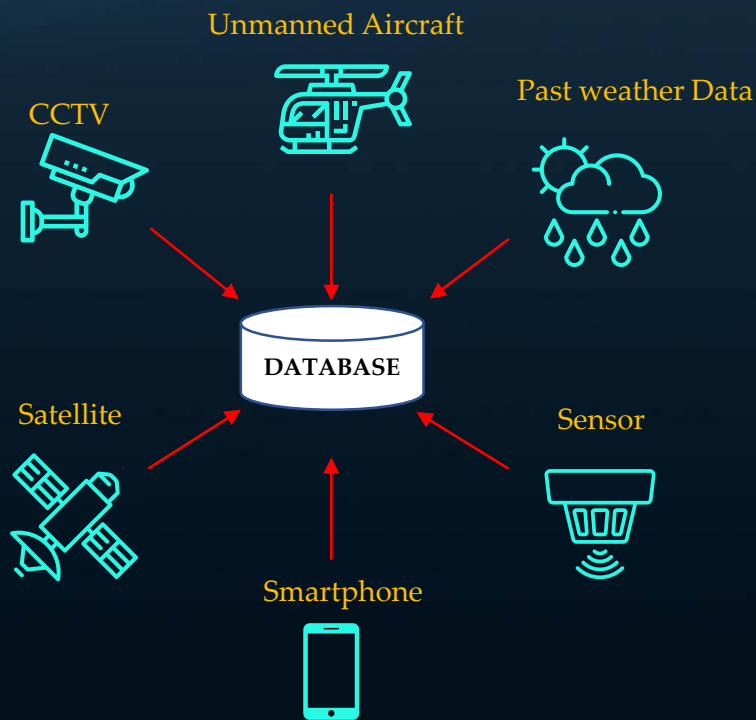 Unmanned Aircraft
Past weather Data
CCTV
DATABASE
Satellite
Sensor
Smartphone